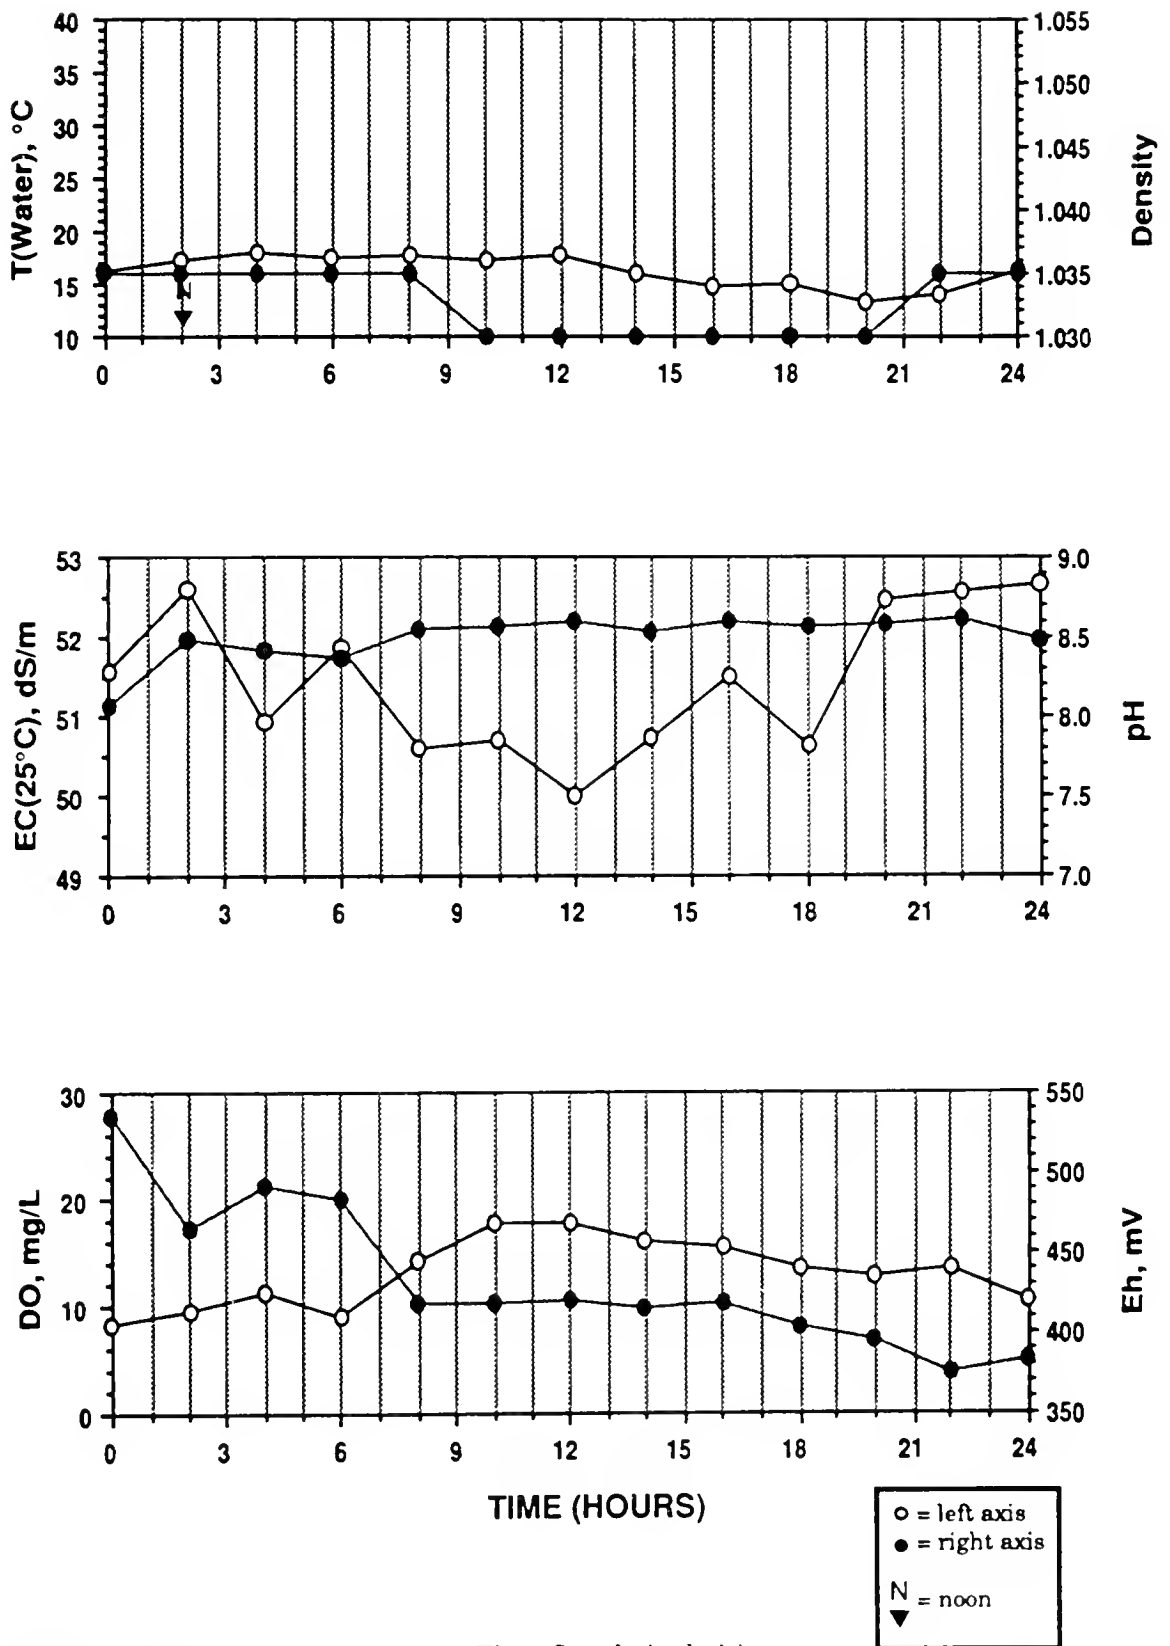 T(Water), °C
40
35
30
25
20
15
10
1.055
1.050
1.045
1.040
1.035
1.030
Density
N
0 3 6 9 12 15 18 21 24
EC(25°C), dS/m
53
52
51
50
49
9.0
8.5
8.0
7.5
7.0
pH
0 3 6 9 12 15 18 21 24
DO, mg/L
30
20
10
0
550
500
450
400
350
Eh, mV
0 3 6 9 12 15 18 21 24
TIME (HOURS)
= left axis
= right axis
N = noon